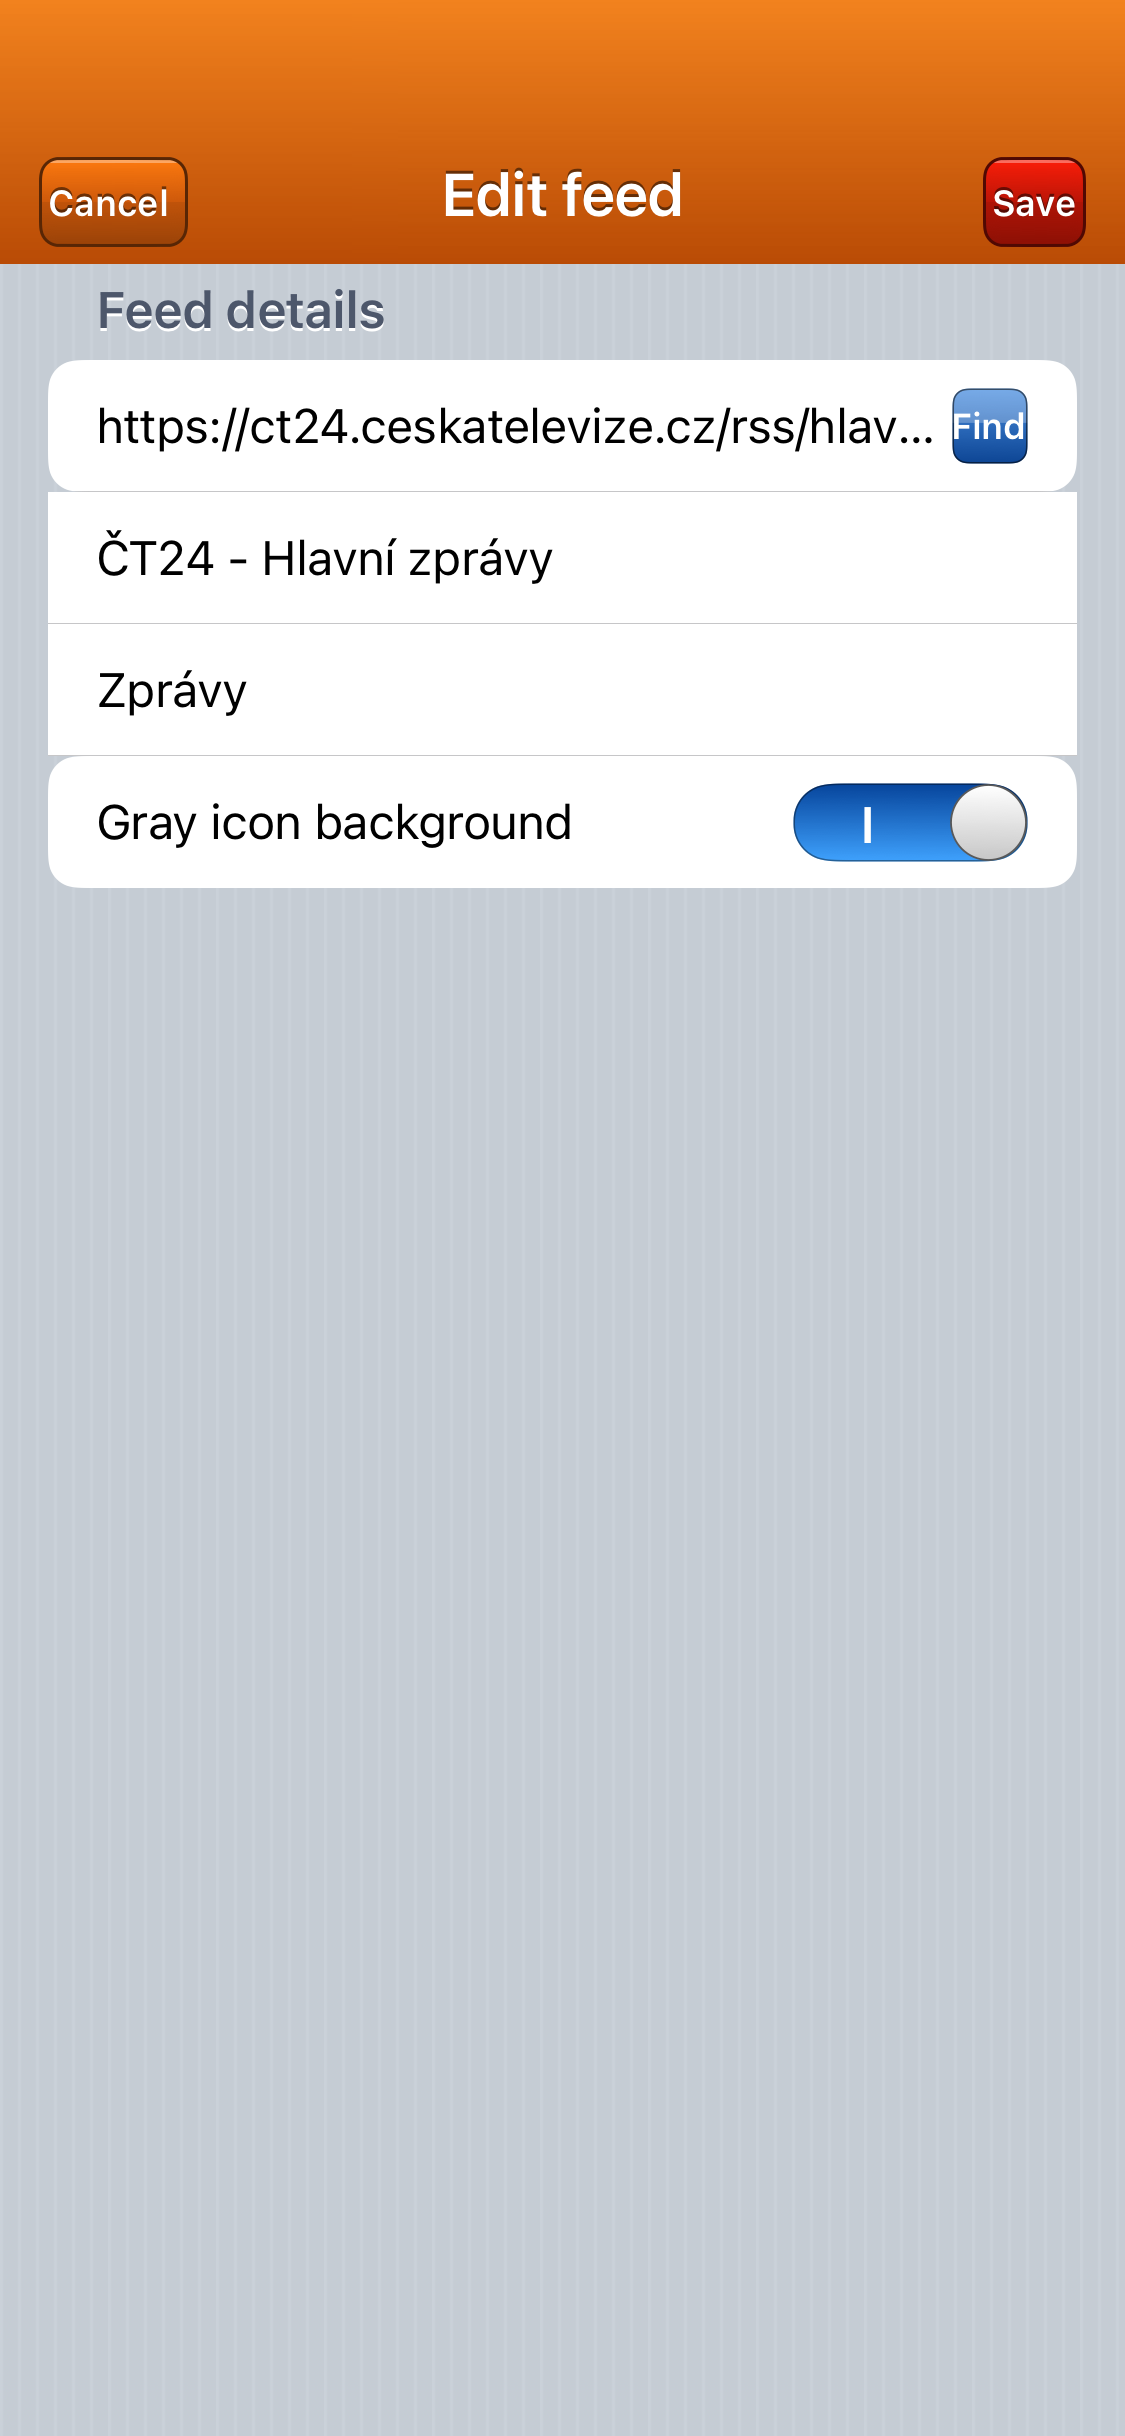 Cancel
Edit feed
Save
Feed details
https://ct24.ceskatelevize.cz/rss/hlav...
Find
ČT24 - Hlavní zprávy
Zprávy
Gray icon background